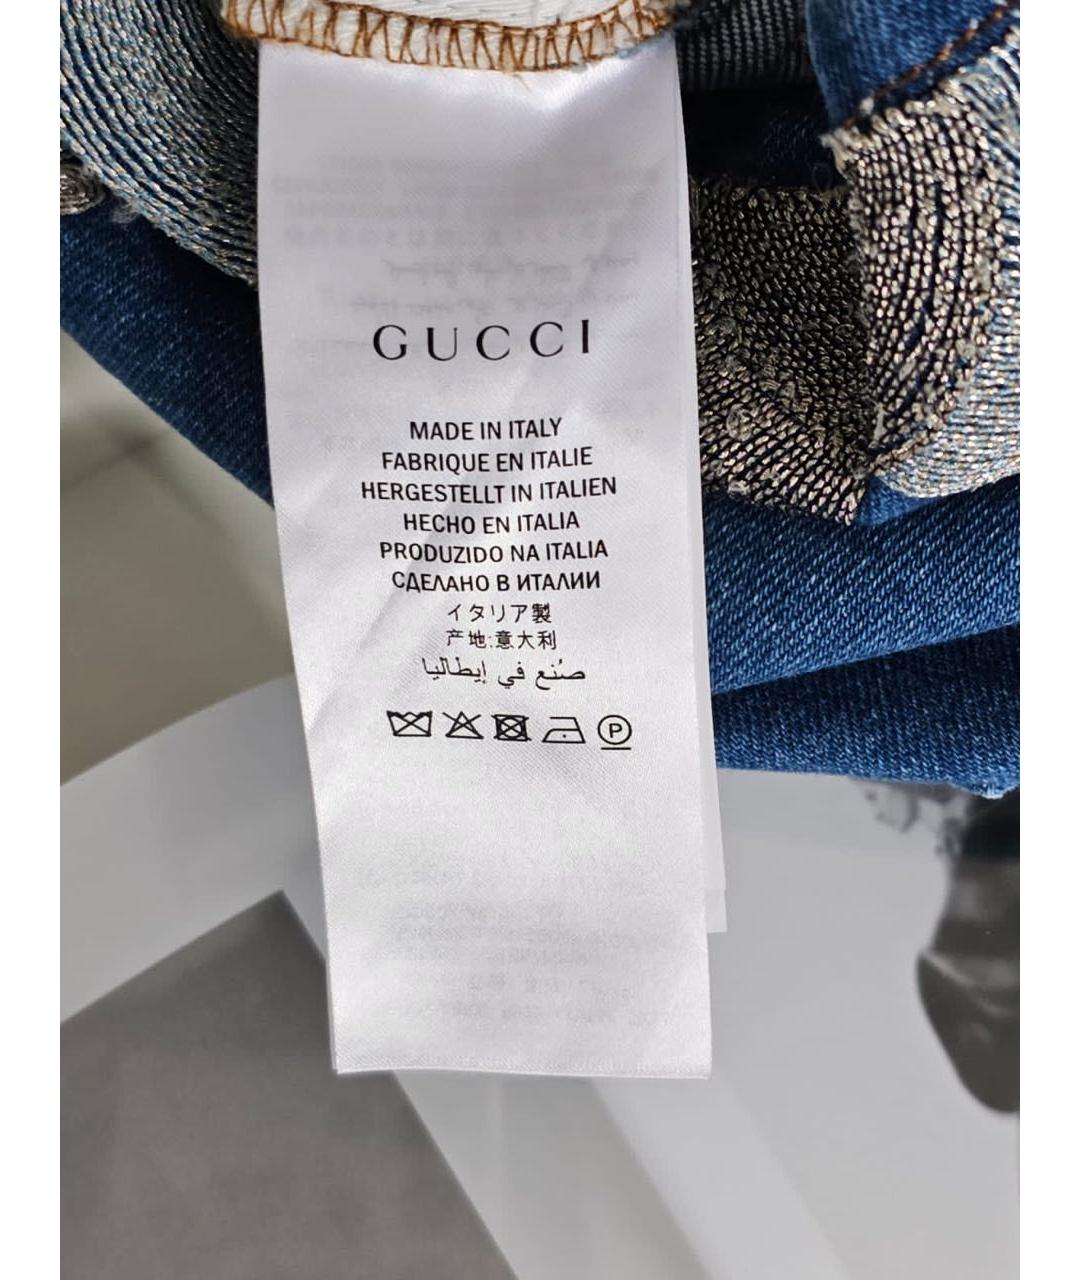 GUCCI
MADE IN ITALY
FABRIQUE EN ITALIE
HERGESTELLT IN ITALIEN
HECHO EN ITALIA
PRODUZIDO NA ITALIA
СДЕЛАНО В ИТАЛИИ
イタリア製
产地:意大利
صُنع في إيطاليا
P